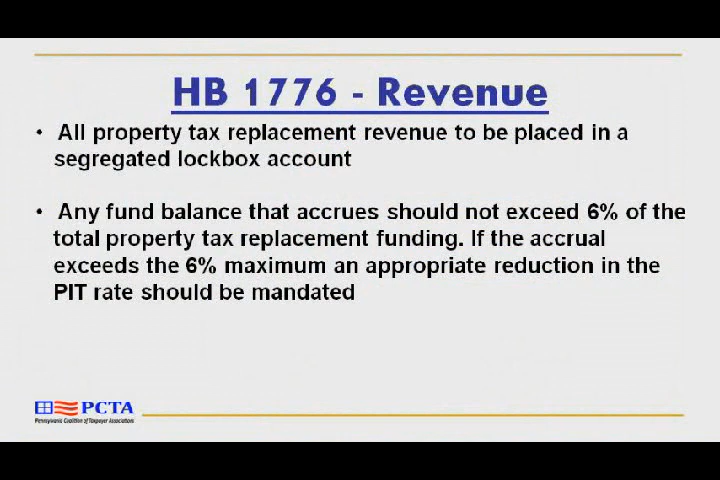 HB 1776 - Revenue
• All property tax replacement revenue to be placed in a
segregated lockbox account
• Any fund balance that accrues should not exceed 6% of the
total property tax replacement funding. If the accrual
exceeds the 6% maximum an appropriate reduction in the
PIT rate should be mandated
PCTA
Pennsylvania Coalition of Taxpayer Associations